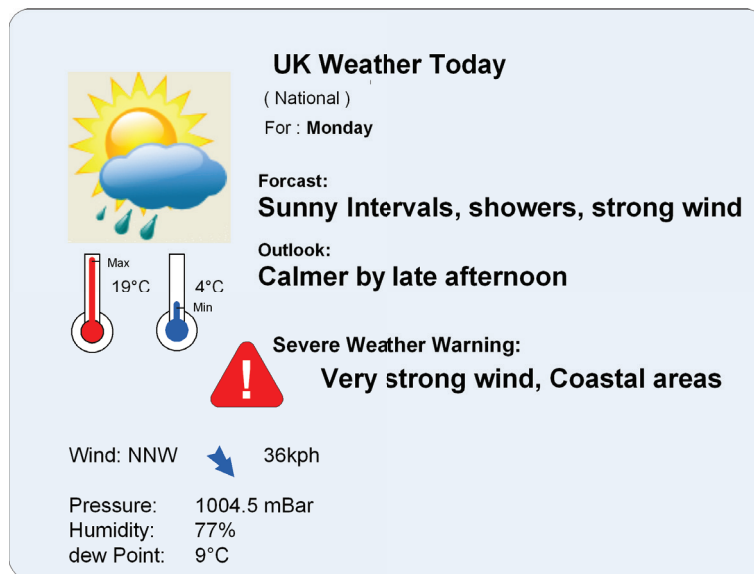 UK Weather Today
( National )
For : Monday
Forcast:
Sunny Intervals, showers, strong wind
Outlook:
Calmer by late afternoon
Max
19°C
4°C
Min
Severe Weather Warning:
!
Very strong wind, Coastal areas
Wind: NNW 36kph
Pressure: 1004.5 mBar
Humidity: 77%
dew Point: 9°C